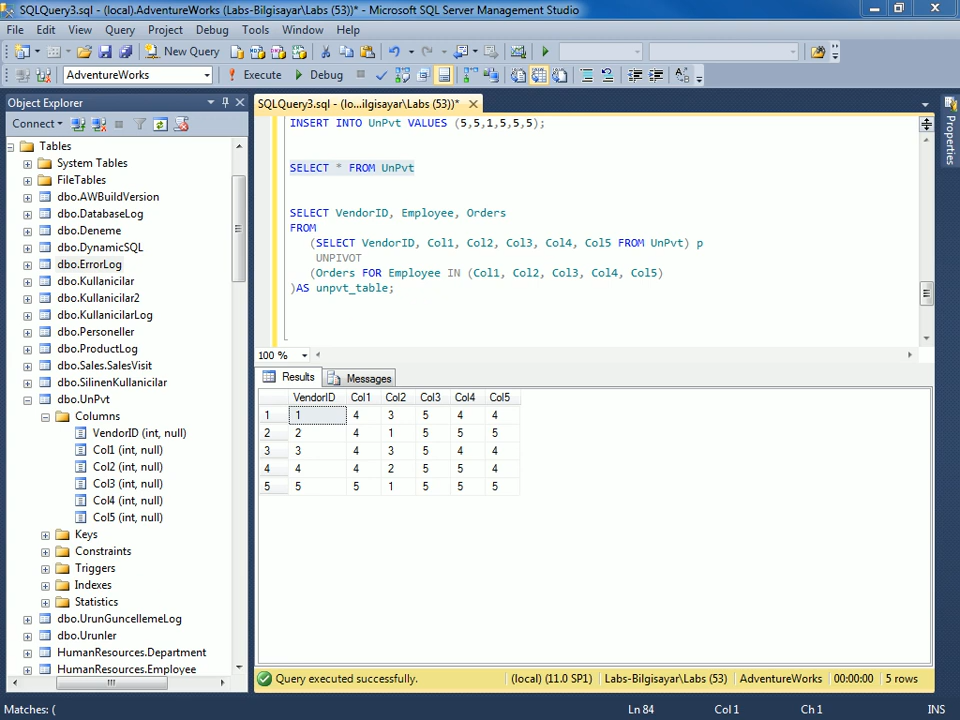 SQLQuery3.sql - (local).AdventureWorks (Labs-Bilgisayar\Labs (53))* - Microsoft SQL Server Management Studio
File Edit View Query Project Debug Tools Window Help
New Query
AdventureWorks Execute Debug
Object Explorer
Connect
Tables
System Tables
FileTables
dbo.AWBuildVersion
dbo.DatabaseLog
dbo.Deneme
dbo.DynamicSQL
dbo.ErrorLog
dbo.Kullanicilar
dbo.Kullanicilar2
dbo.KullanicilarLog
dbo.Personeller
dbo.ProductLog
dbo.Sales.SalesVisit
dbo.SilinenKullanicilar
dbo.UnPvt
Columns
VendorID (int, null)
Col1 (int, null)
Col2 (int, null)
Col3 (int, null)
Col4 (int, null)
Col5 (int, null)
Keys
Constraints
Triggers
Indexes
Statistics
dbo.UrunGuncellemeLog
dbo.Urunler
HumanResources.Department
HumanResources.Employee
SQLQuery3.sql - (lo...ilgisayar\Labs (53))*
INSERT INTO UnPvt VALUES (5,5,1,5,5,5);
SELECT * FROM UnPvt
SELECT VendorID, Employee, Orders
FROM
(SELECT VendorID, Col1, Col2, Col3, Col4, Col5 FROM UnPvt) p
UNPIVOT
(Orders FOR Employee IN (Col1, Col2, Col3, Col4, Col5)
)AS unpvt_table;
100 %
Results Messages
VendorID Col1 Col2 Col3 Col4 Col5
1 1 4 3 5 4 4
2 2 4 1 5 5 5
3 3 4 3 5 4 4
4 4 4 2 5 5 4
5 5 5 1 5 5 5
Query executed successfully. (local) (11.0 SP1) Labs-Bilgisayar\Labs (53) AdventureWorks 00:00:00 5 rows
Properties
Matches: ( Ln 84 Col 1 Ch 1 INS